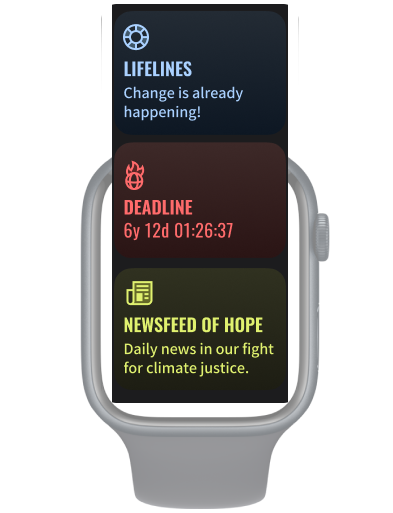 LIFELINES
Change is already
happening!
DEADLINE
6y 12d 01:26:37
NEWSFEED OF HOPE
Daily news in our fight
for climate justice.